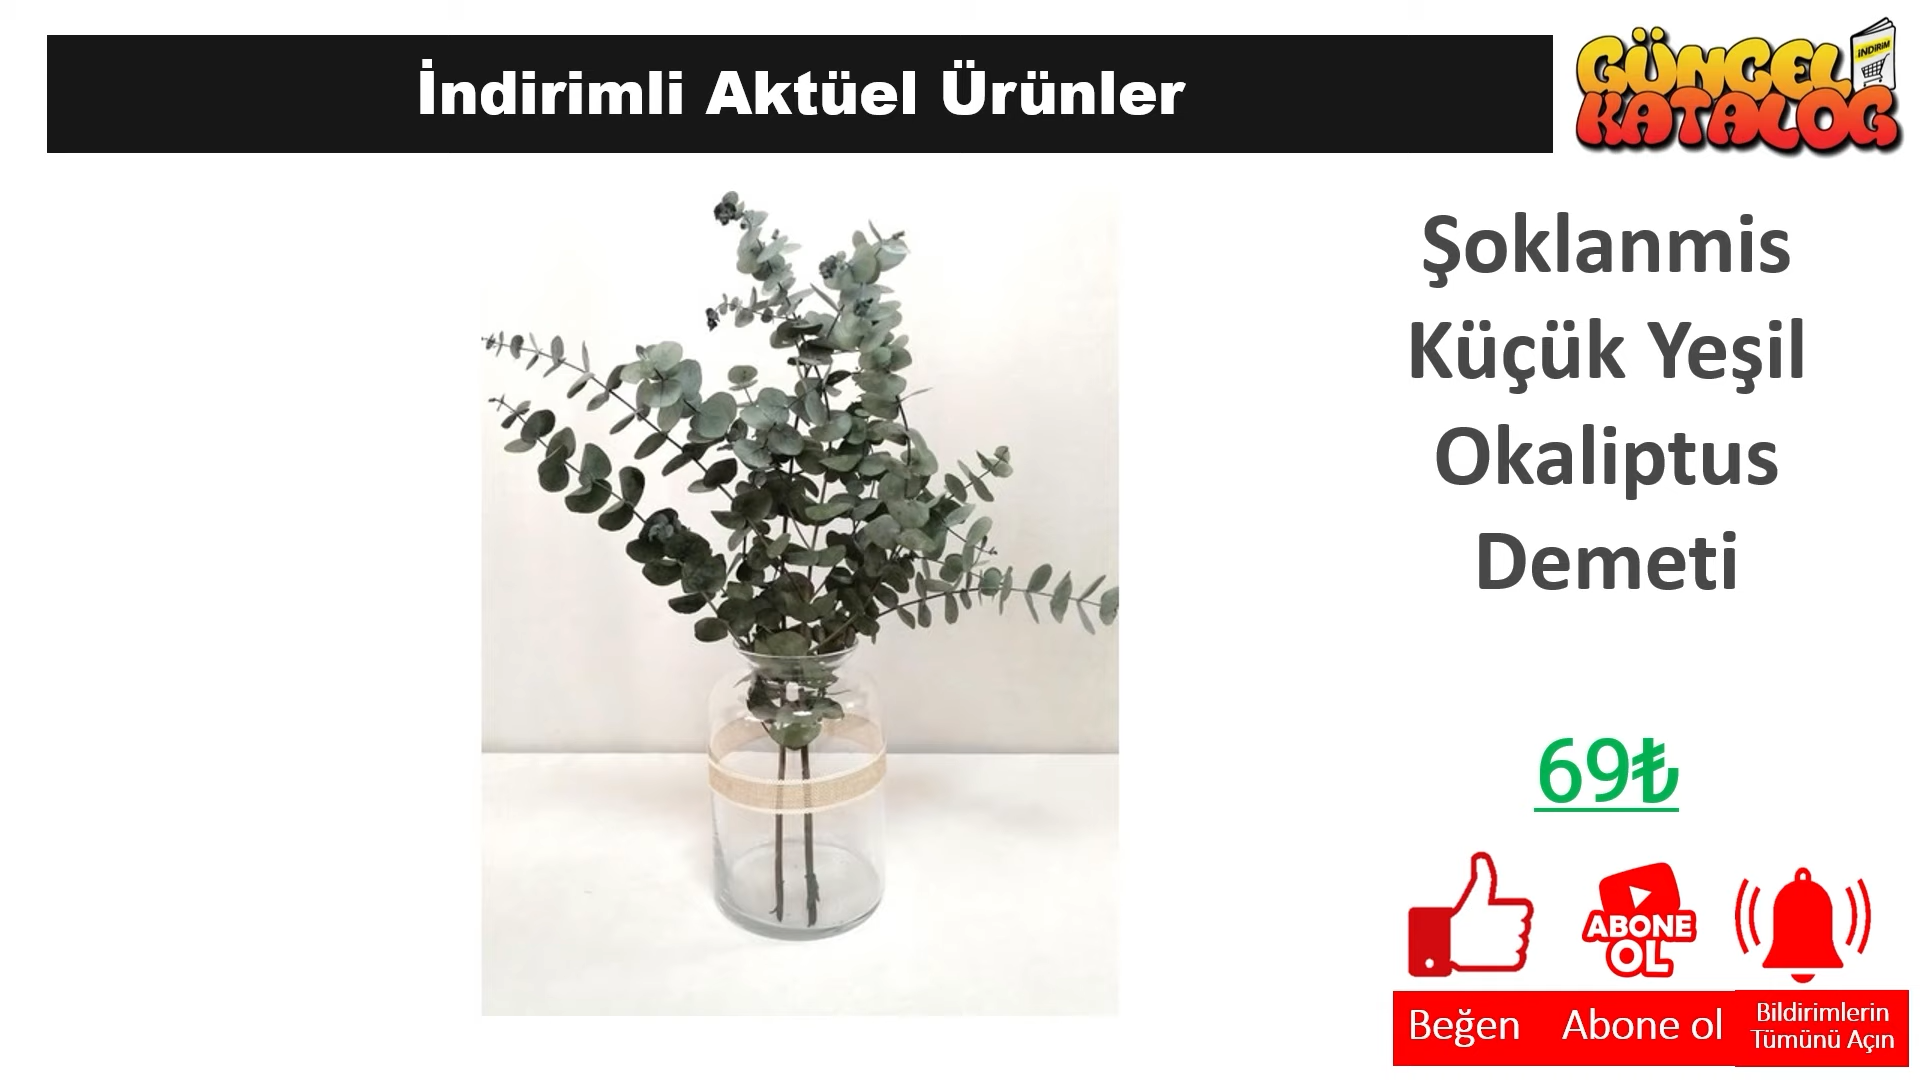 İndirimli Aktüel Ürünler
GÜNCEL
İNDİRİM
KATALOG
Şoklanmis
Küçük Yeşil
Okaliptus
Demeti
69₺
ABONE
OL
Beğen
Abone ol
Bildirimlerin
Tümünü Açın